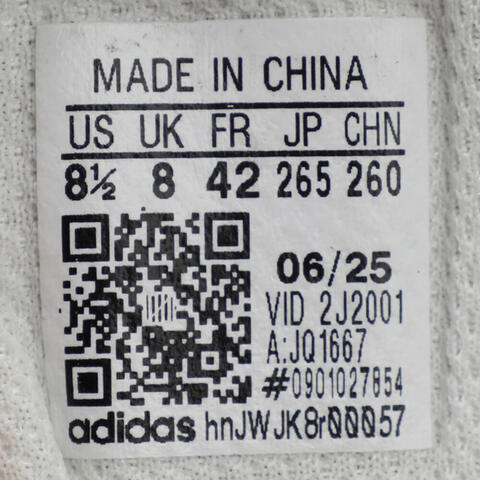 MADE IN CHINA
US UK FR JP CHN
8½ 8 42 265 260
06/25
VID 2J2001
A:JQ1667
#0901027854
adidas hnJWJK8r00057